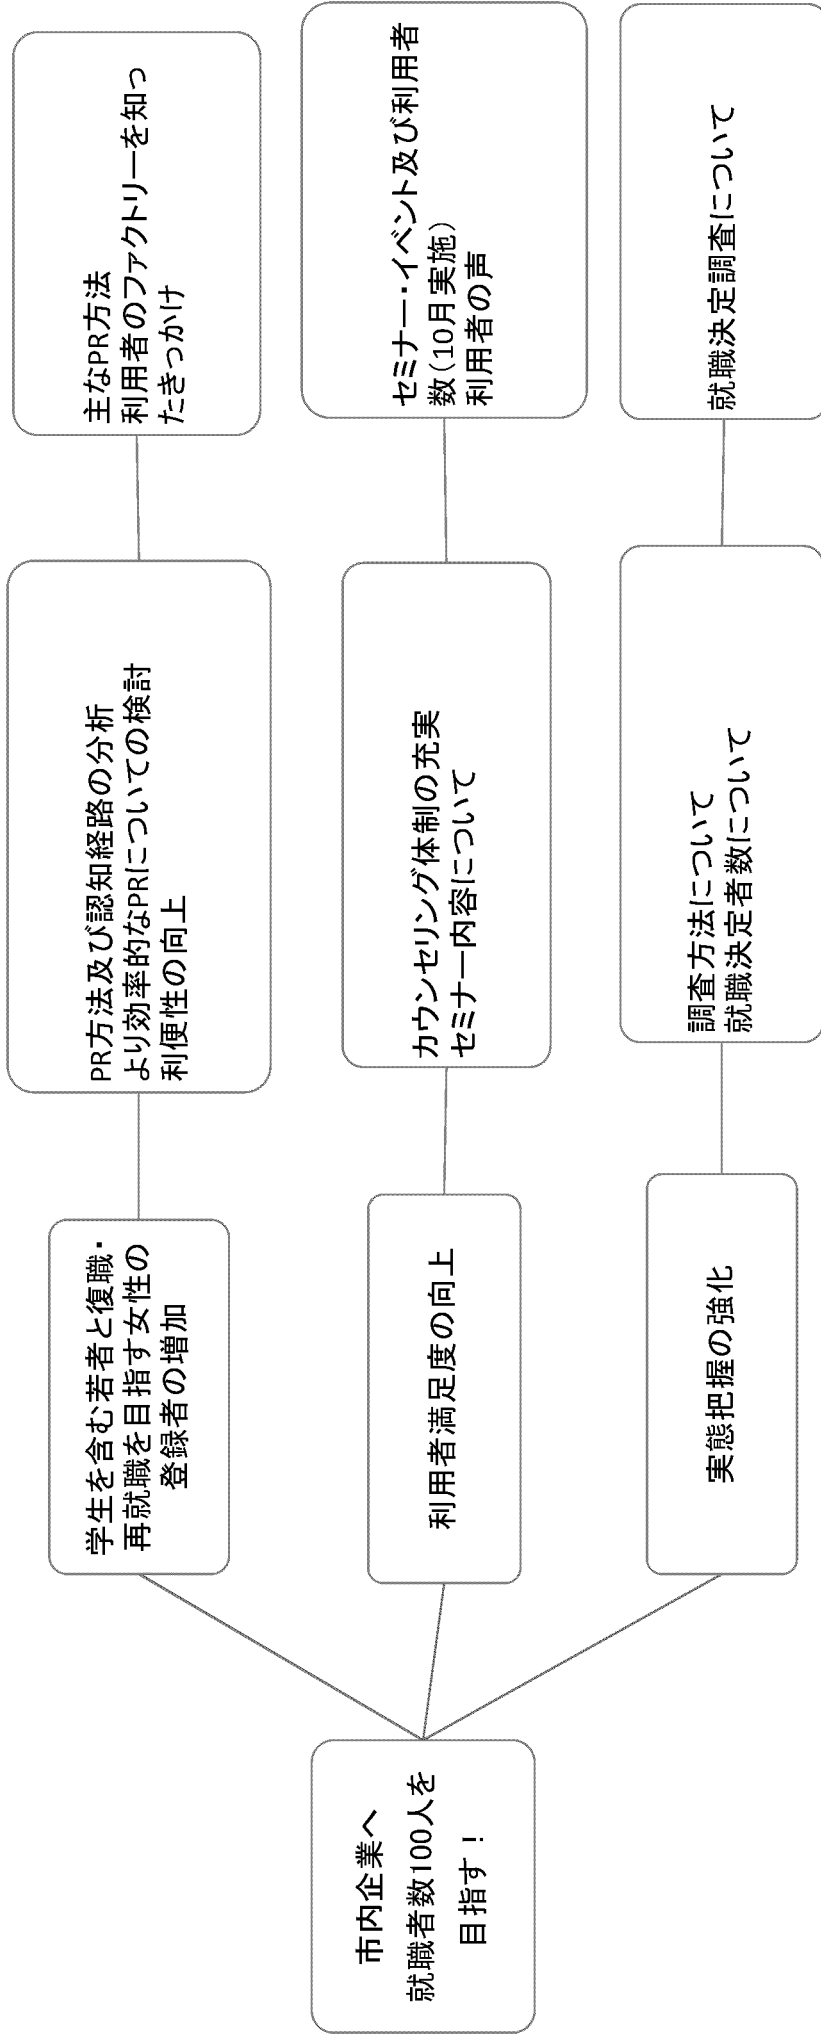 市内企業へ
就職者数100人を
目指す！
学生を含む若者と復職・
再就職を目指す女性の
登録者の増加
PR方法及び認知経路の分析
より効率的なPRについての検討
利便性の向上
主なPR方法
利用者のファクトリーを知っ
たきっかけ
利用者満足度の向上
カウンセリング体制の充実
セミナー内容について
セミナー・イベント及び利用者
数（10月実施）
利用者の声
実態把握の強化
調査方法について
就職決定者数について
就職決定調査について